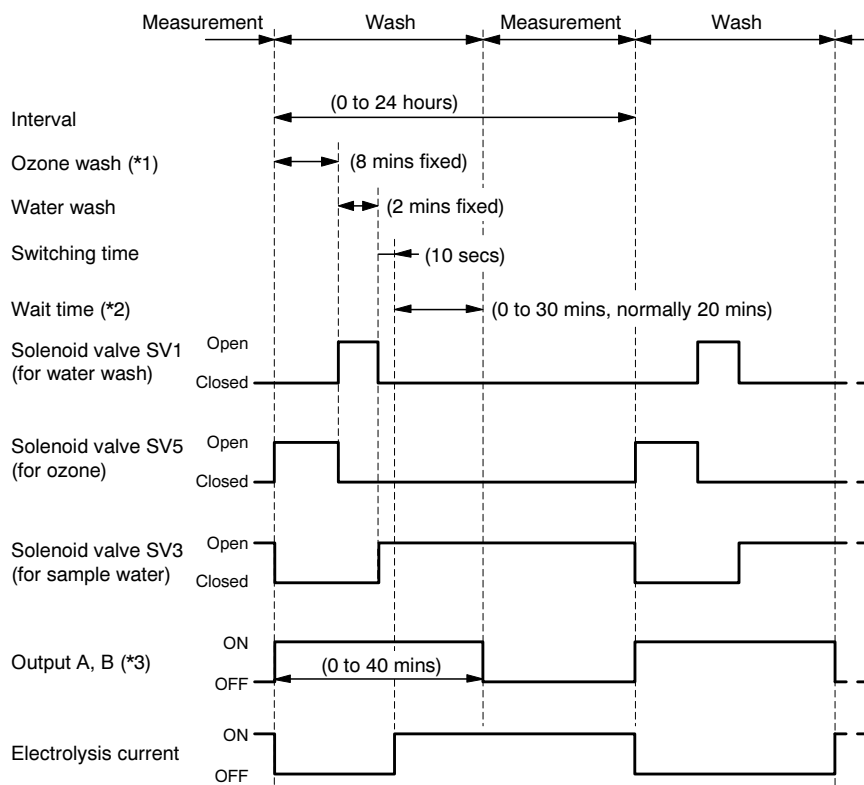 Measurement Wash Measurement Wash
Interval (0 to 24 hours)
Ozone wash (*1) (8 mins fixed)
Water wash (2 mins fixed)
Switching time (10 secs)
Wait time (*2) (0 to 30 mins, normally 20 mins)
Solenoid valve SV1 Open
(for water wash) Closed
Solenoid valve SV5 Open
(for ozone) Closed
Solenoid valve SV3 Open
(for sample water) Closed
ON
Output A, B (*3) (0 to 40 mins)
OFF
ON
Electrolysis current
OFF